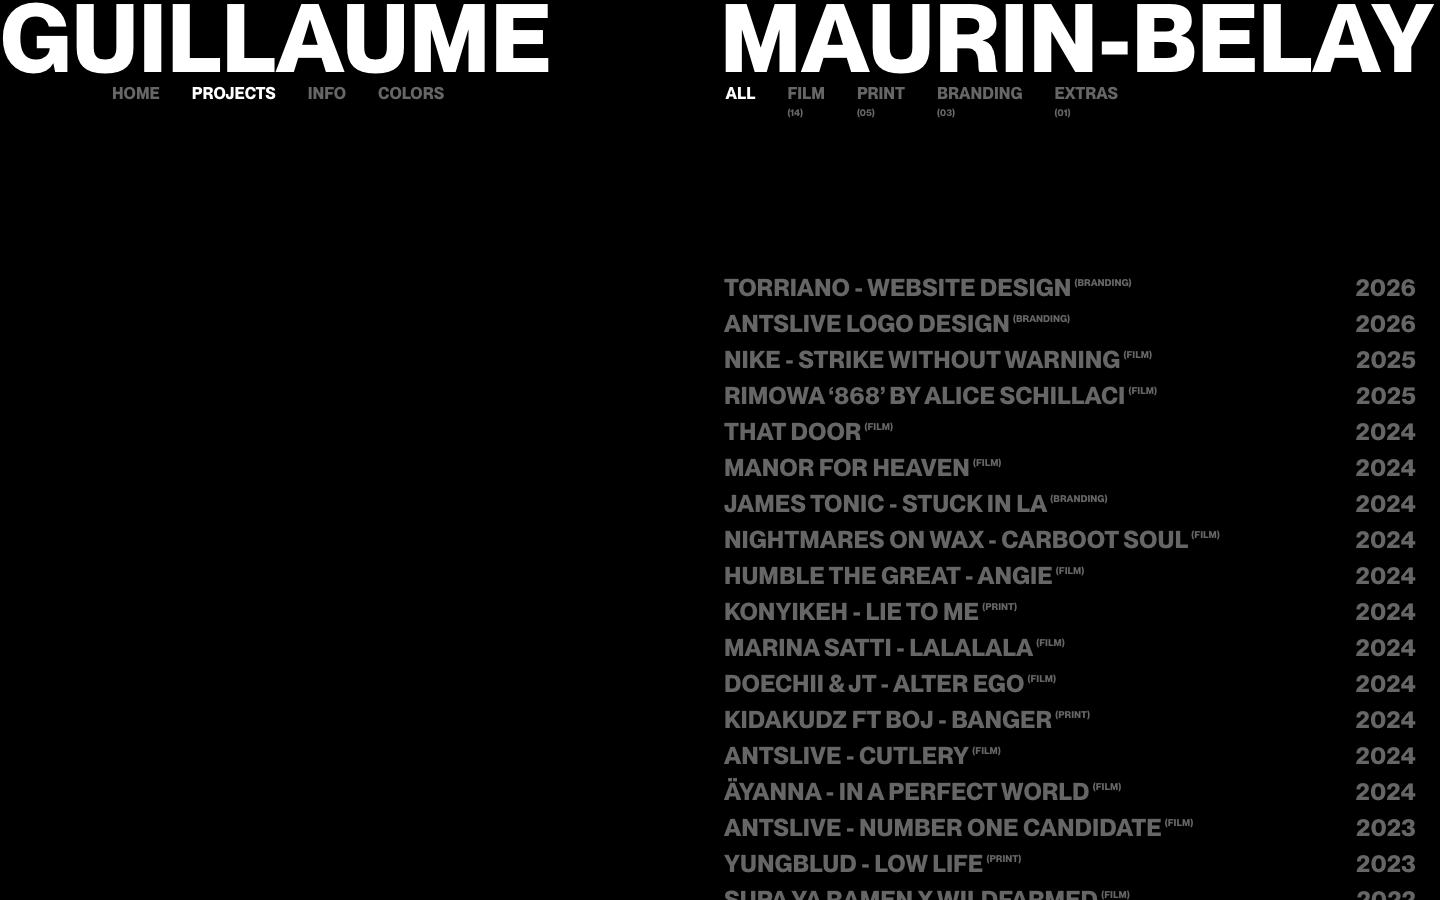 GUILLAUME MAURIN-BELAY
HOME PROJECTS INFO COLORS
ALL FILM PRINT BRANDING EXTRAS
(14) (05) (03) (01)
TORRIANO - WEBSITE DESIGN (BRANDING) 2026
ANTSLIVE LOGO DESIGN (BRANDING) 2026
NIKE - STRIKE WITHOUT WARNING (FILM) 2025
RIMOWA ‘868’ BY ALICE SCHILLACI (FILM) 2025
THAT DOOR (FILM) 2024
MANOR FOR HEAVEN (FILM) 2024
JAMES TONIC - STUCK IN LA (BRANDING) 2024
NIGHTMARES ON WAX - CARBOOT SOUL (FILM) 2024
HUMBLE THE GREAT - ANGIE (FILM) 2024
KONYIKEH - LIE TO ME (PRINT) 2024
MARINA SATTI - LALALALA (FILM) 2024
DOECHII & JT - ALTER EGO (FILM) 2024
KIDAKUDZ FT BOJ - BANGER (PRINT) 2024
ANTSLIVE - CUTLERY (FILM) 2024
ÄYANNA - IN A PERFECT WORLD (FILM) 2024
ANTSLIVE - NUMBER ONE CANDIDATE (FILM) 2023
YUNGBLUD - LOW LIFE (PRINT) 2023
SUPA YA RAMEN X WILDFARMED (FILM) 2022